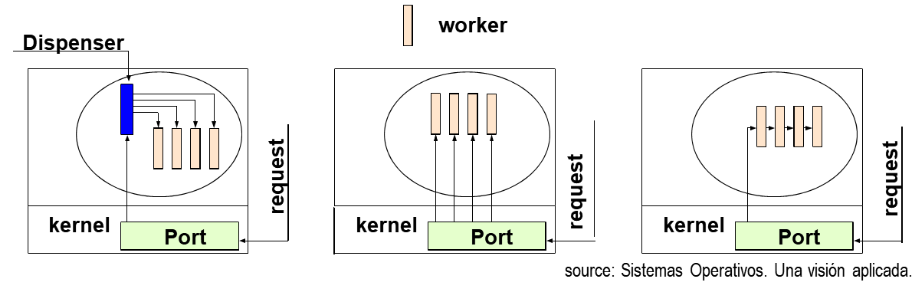 worker
Dispenser
kernel
Port
request
kernel
Port
request
kernel
Port
request
source: Sistemas Operativos. Una visión aplicada.